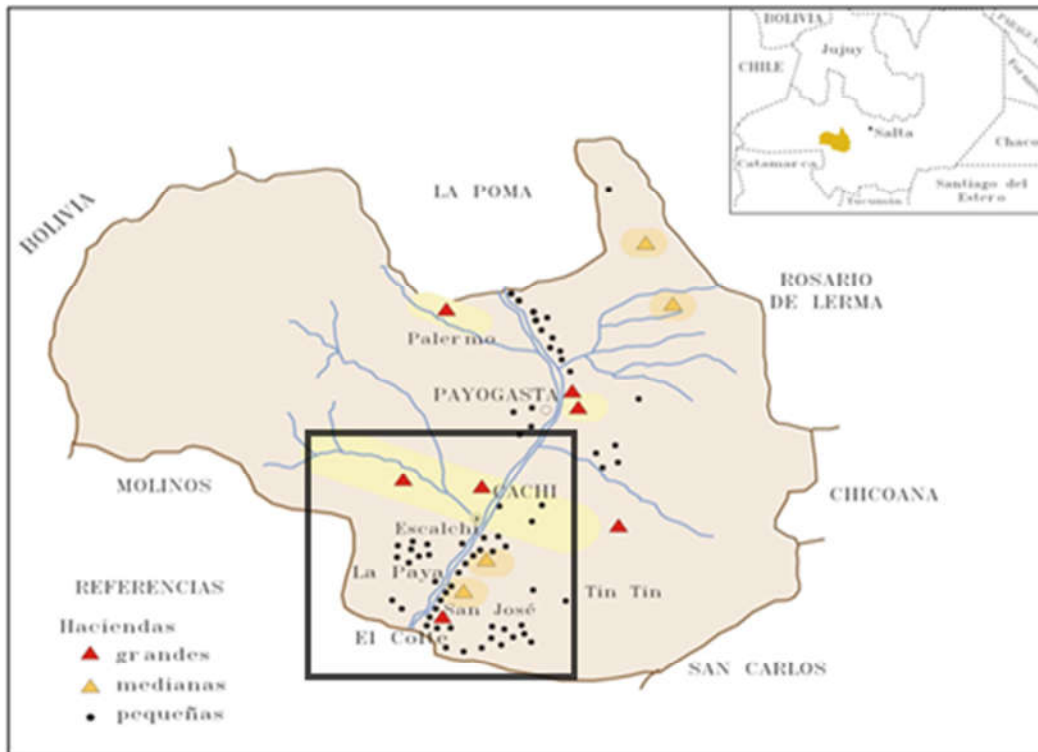 BOLIVIA
Jujuy
CHILE
Salta
Chaco
Catamarca
Santiago del
Estero
Tucumán
BOLIVIA
LA POMA
ROSARIO
DE LERMA
Palermo
PAYOGASTA
MOLINOS
CACHI
CHICOANA
Escalchi
La Paya
Tin Tin
San José
El Colte
SAN CARLOS
REFERENCIAS
Haciendas
grandes
medianas
pequeñas